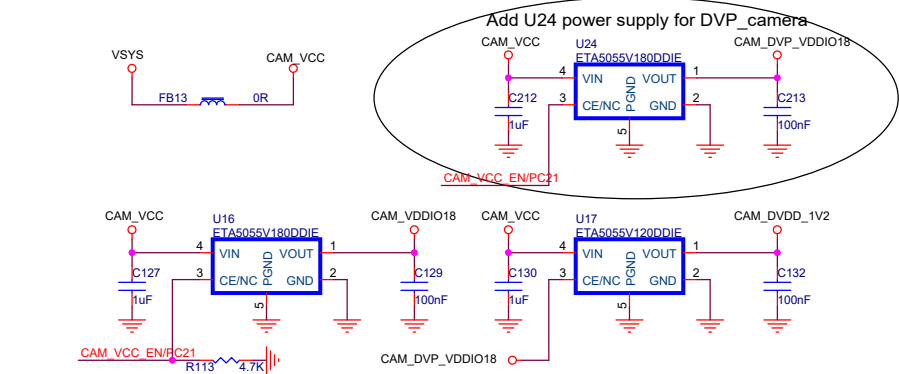 Add U24 power supply for DVP_camera
VSYS
CAM_VCC
FB13
0R
CAM_VCC
U24
ETA5055V180DDIE
CAM_DVP_VDDIO18
4
VIN
VOUT
1
3
CE/NC
PGND
GND
2
5
C212
1uF
C213
100nF
CAM_VCC_EN/PC21
CAM_VCC
U16
ETA5055V180DDIE
CAM_VDDIO18
4
VIN
VOUT
1
3
CE/NC
PGND
GND
2
5
C127
1uF
C129
100nF
CAM_VCC_EN/PC21
R113
4.7K
CAM_VCC
U17
ETA5055V120DDIE
CAM_DVDD_1V2
4
VIN
VOUT
1
3
CE/NC
PGND
GND
2
5
C130
1uF
C132
100nF
CAM_DVP_VDDIO18